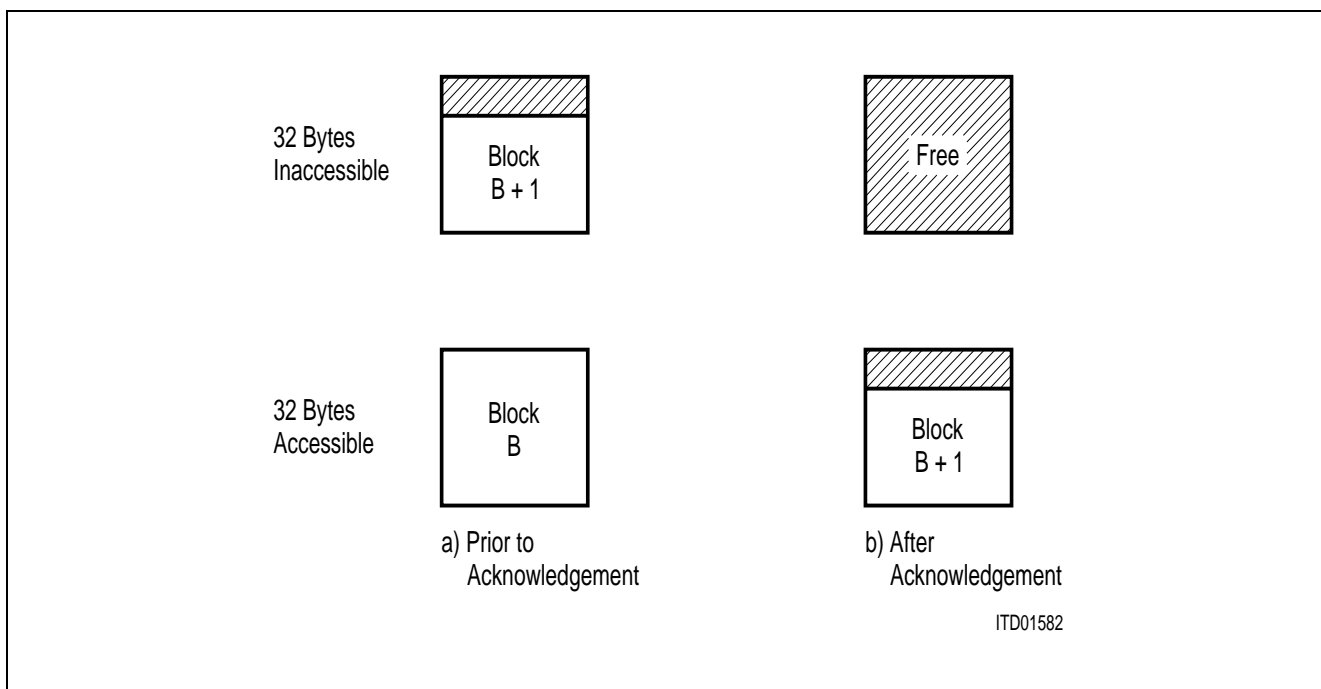 32 Bytes
Inaccessible
Block
B + 1
Free
32 Bytes
Accessible
Block
B
Block
B + 1
a) Prior to
Acknowledgement
b) After
Acknowledgement
ITD01582